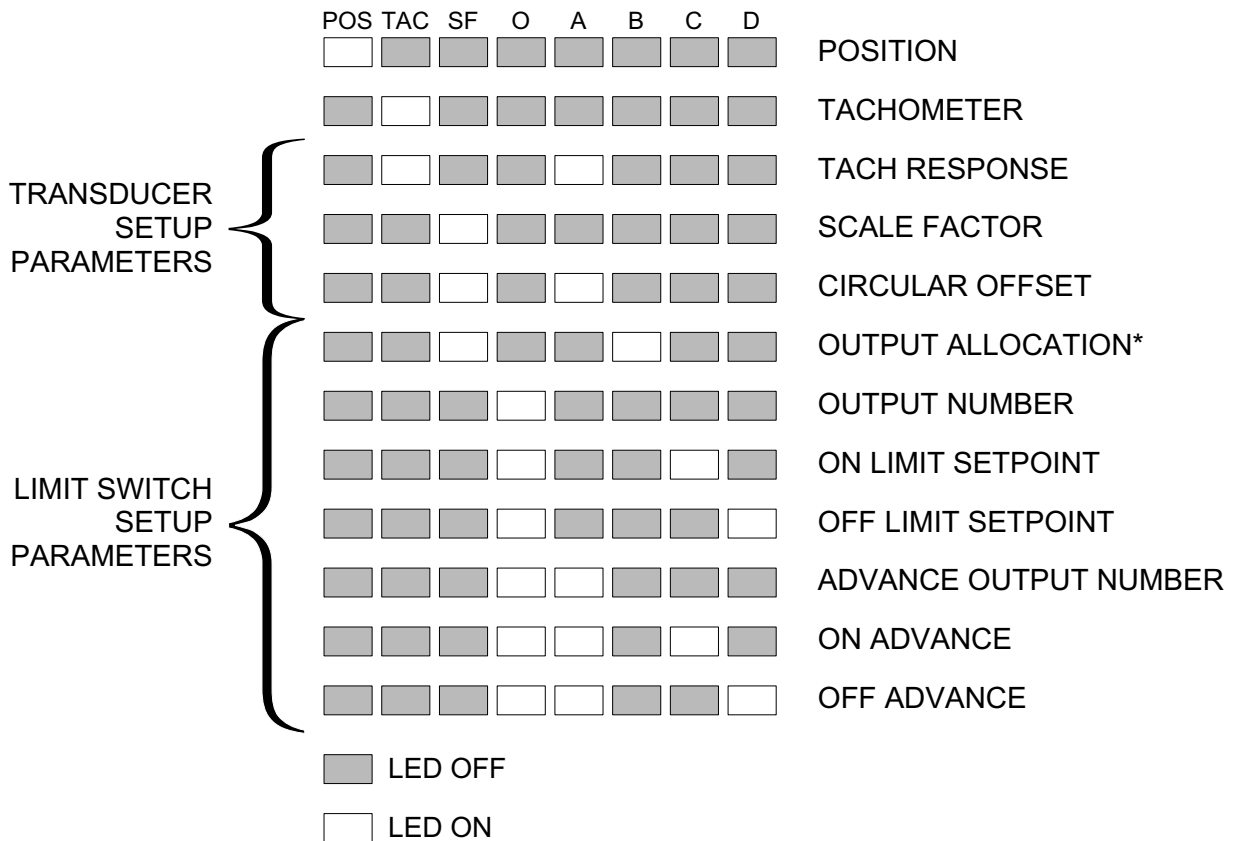 POS TAC SF O A B C D
POSITION
TACHOMETER
TRANSDUCER
SETUP
PARAMETERS
TACH RESPONSE
SCALE FACTOR
CIRCULAR OFFSET
LIMIT SWITCH
SETUP
PARAMETERS
OUTPUT ALLOCATION*
OUTPUT NUMBER
ON LIMIT SETPOINT
OFF LIMIT SETPOINT
ADVANCE OUTPUT NUMBER
ON ADVANCE
OFF ADVANCE
LED OFF
LED ON